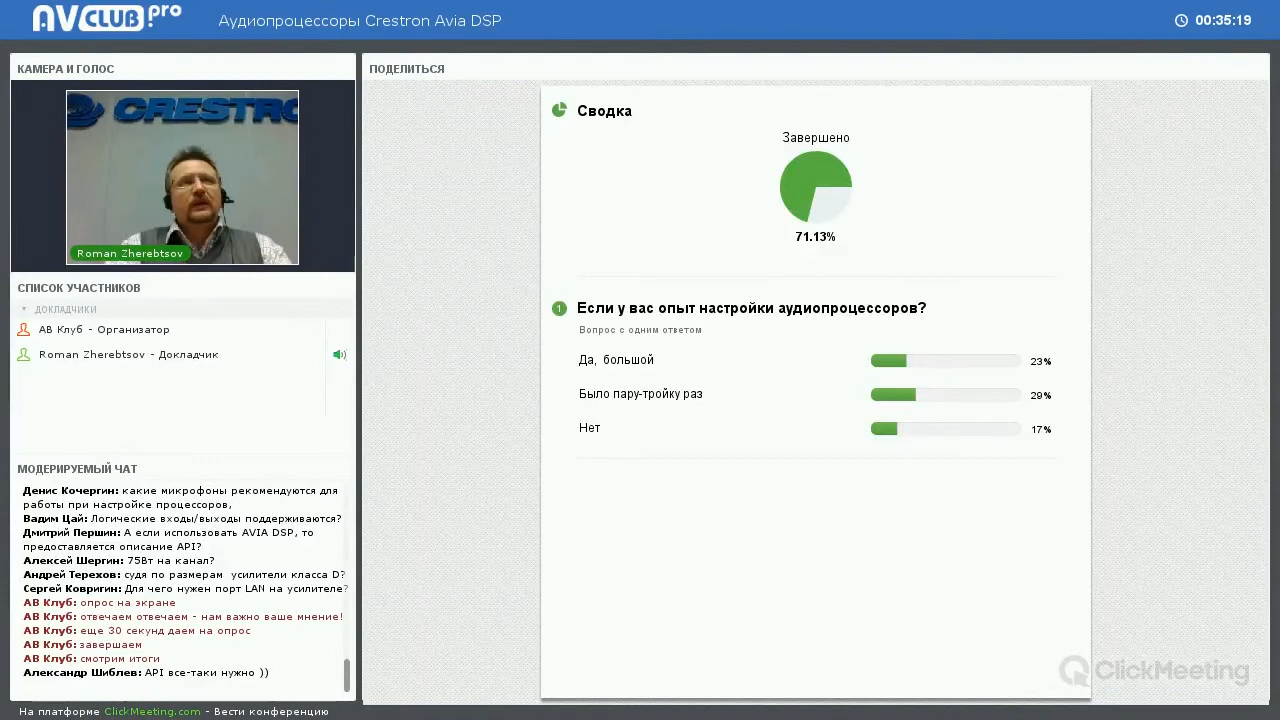 AVCLUB.pro
Аудиопроцессоры Crestron Avia DSP
00:35:19
КАМЕРА И ГОЛОС
CRESTRO
Roman Zherebtsov
СПИСОК УЧАСТНИКОВ
ДОКЛАДЧИКИ
АВ Клуб - Организатор
Roman Zherebtsov - Докладчик
МОДЕРИРУЕМЫЙ ЧАТ
Денис Кочергин: какие микрофоны рекомендуются для
работы при настройке процессоров,
Вадим Цай: Логические входы/выходы поддерживаются?
Дмитрий Першин: А если использовать AVIA DSP, то
предоставляется описание API?
Алексей Шергин: 75Вт на канал?
Андрей Терехов: судя по размерам усилители класса D?
Сергей Ковригин: Для чего нужен порт LAN на усилителе?
АВ Клуб: опрос на экране
АВ Клуб: отвечаем отвечаем - нам важно ваше мнение!
АВ Клуб: еще 30 секунд даем на опрос
АВ Клуб: завершаем
АВ Клуб: смотрим итоги
Александр Шиблев: API все-таки нужно ))
На платформе ClickMeeting.com - Вести конференцию
ПОДЕЛИТЬСЯ
Сводка
Завершено
71.13%
1 Если у вас опыт настройки аудиопроцессоров?
Вопрос с одним ответом
Да, большой 23%
Было пару-тройку раз 29%
Нет 17%
ClickMeeting